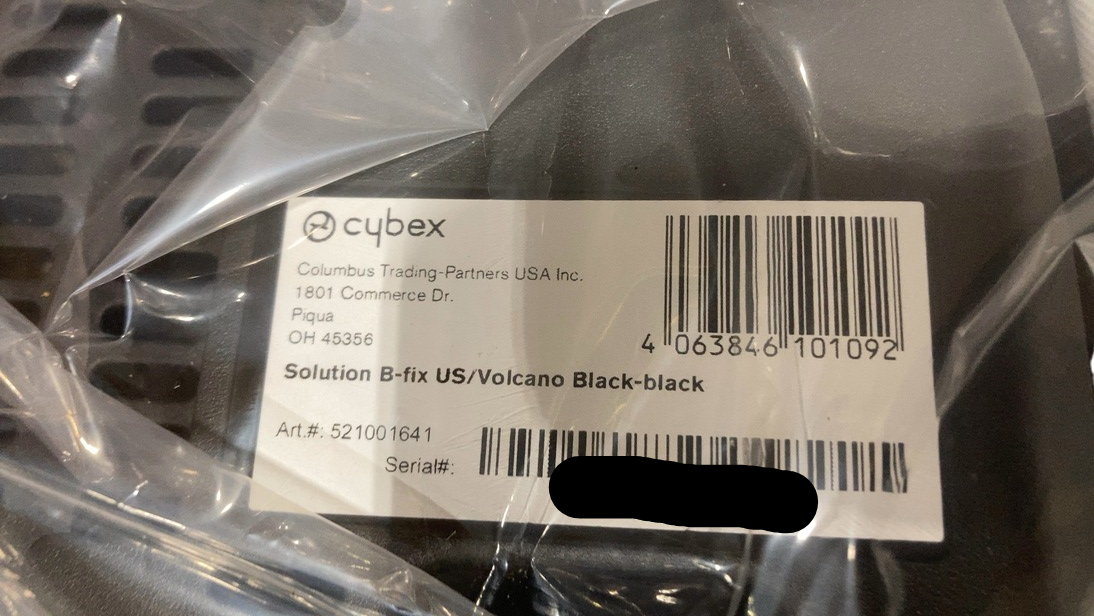 cybex
Columbus Trading-Partners USA Inc.
1801 Commerce Dr.
Piqua
OH 45356
4 063846 101092
Solution B-fix US/Volcano Black-black
Art.#: 521001641
Serial#: